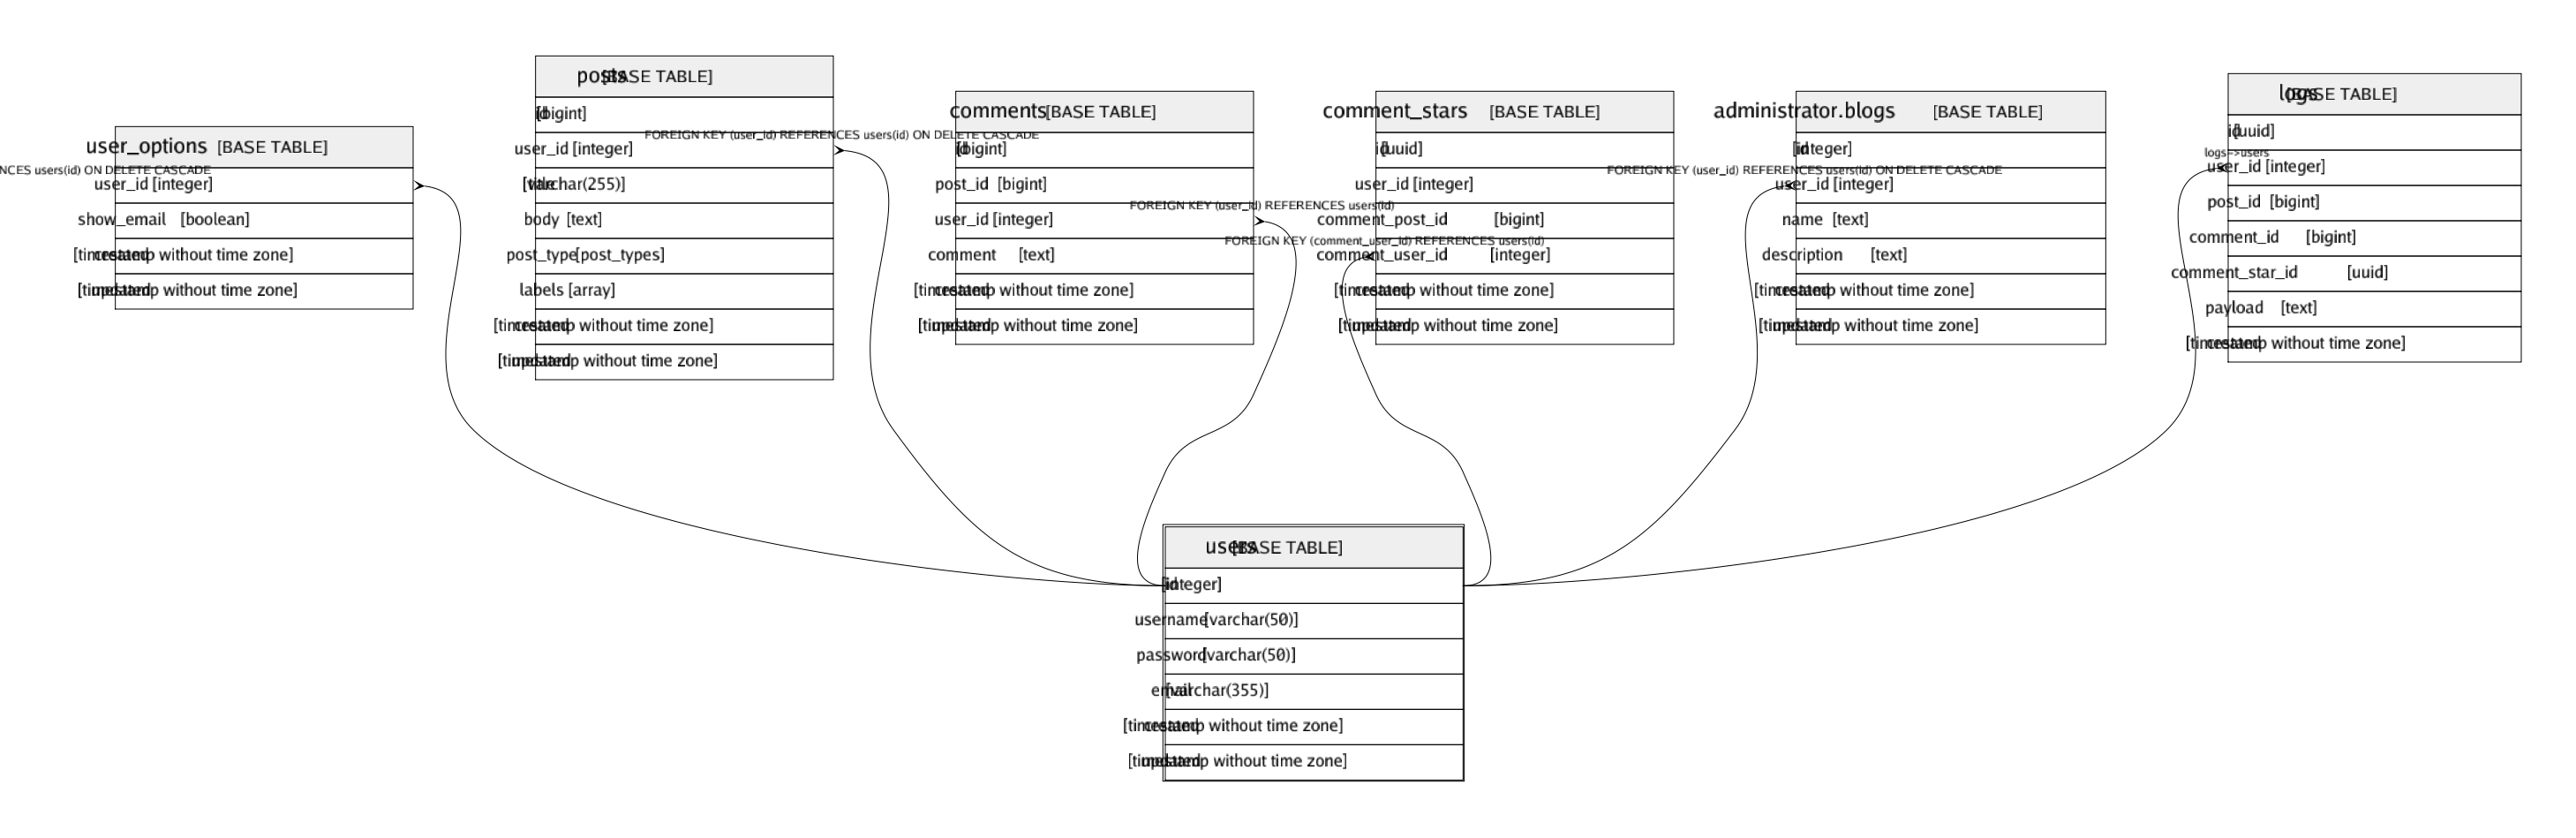 user_options [BASE TABLE]
NCES users(id) ON DELETE CASCADE
user_id [integer]
show_email [boolean]
created [timestamp without time zone]
updated [timestamp without time zone]
posts [BASE TABLE]
id [bigint]
FOREIGN KEY (user_id) REFERENCES users(id) ON DELETE CASCADE
user_id [integer]
title [varchar(255)]
body [text]
post_type [post_types]
labels [array]
created [timestamp without time zone]
updated [timestamp without time zone]
comments [BASE TABLE]
id [bigint]
post_id [bigint]
FOREIGN KEY (user_id) REFERENCES users(id)
user_id [integer]
comment [text]
created [timestamp without time zone]
updated [timestamp without time zone]
comment_stars [BASE TABLE]
id [uuid]
user_id [integer]
comment_post_id [bigint]
FOREIGN KEY (comment_user_id) REFERENCES users(id)
comment_user_id [integer]
created [timestamp without time zone]
updated [timestamp without time zone]
administrator.blogs [BASE TABLE]
id [integer]
FOREIGN KEY (user_id) REFERENCES users(id) ON DELETE CASCADE
user_id [integer]
name [text]
description [text]
created [timestamp without time zone]
updated [timestamp without time zone]
logs [BASE TABLE]
id [uuid]
logs->users
user_id [integer]
post_id [bigint]
comment_id [bigint]
comment_star_id [uuid]
payload [text]
created [timestamp without time zone]
users [BASE TABLE]
id [integer]
username [varchar(50)]
password [varchar(50)]
email [varchar(355)]
created [timestamp without time zone]
updated [timestamp without time zone]